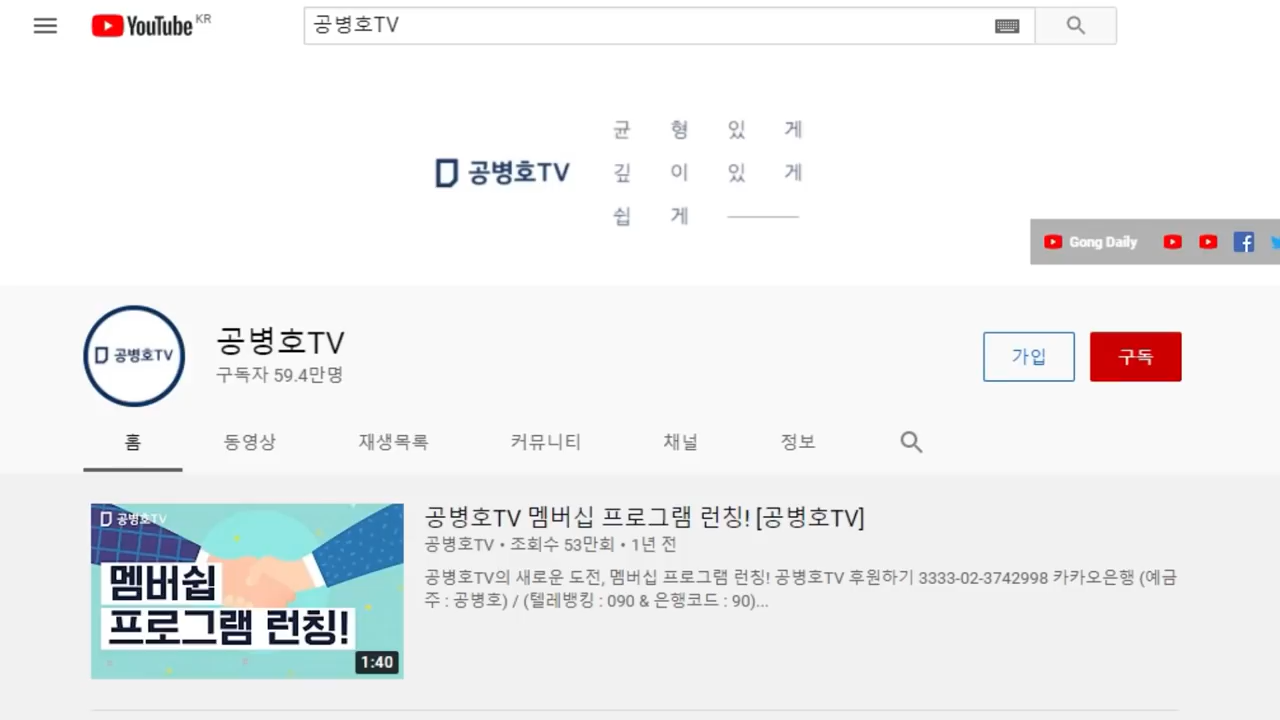 YouTube KR
공병호TV
균 형 있 게
공병호TV
깊 이 있 게
쉽 게
Gong Daily
공병호TV
공병호TV
구독자 59.4만명
가입
구독
홈
동영상
재생목록
커뮤니티
채널
정보
공병호TV
멤버쉽
프로그램 런칭!
1:40
공병호TV 멤버십 프로그램 런칭! [공병호TV]
공병호TV • 조회수 53만회 • 1년 전
공병호TV의 새로운 도전, 멤버십 프로그램 런칭! 공병호TV 후원하기 3333-02-3742998 카카오은행 (예금
주 : 공병호) / (텔레뱅킹 : 090 & 은행코드 : 90)...